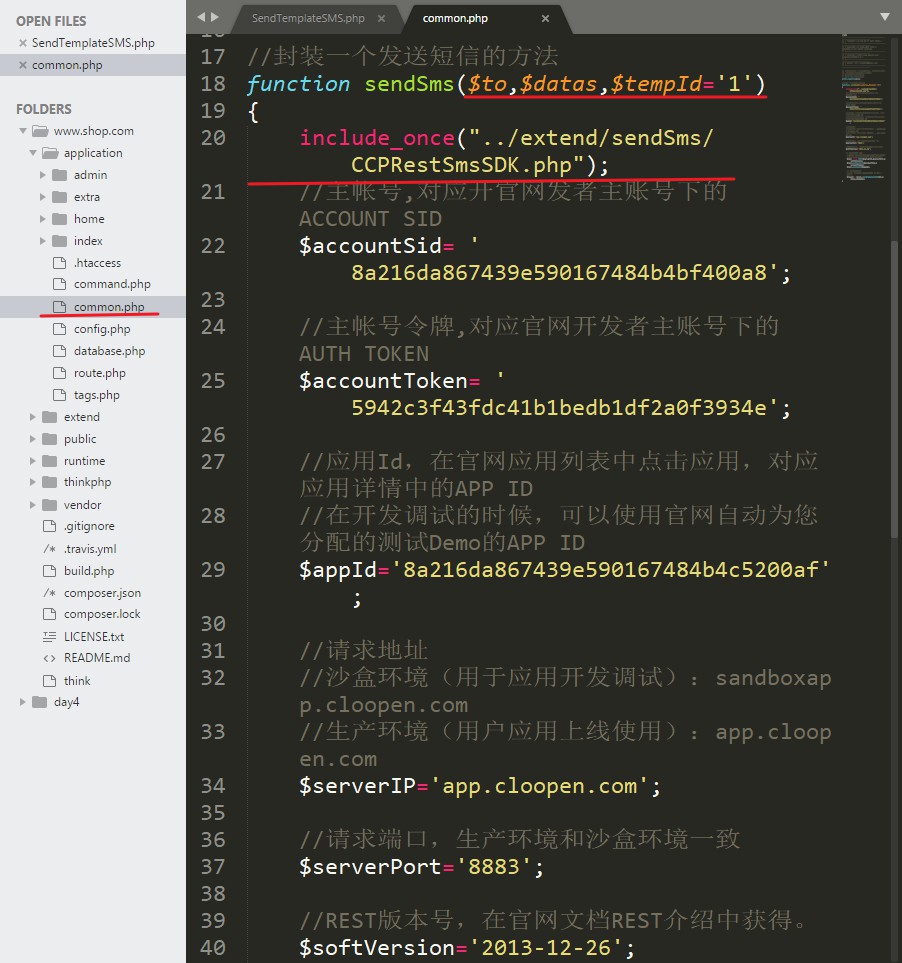 OPEN FILES
SendTemplateSMS.php
common.php
FOLDERS
www.shop.com
application
admin
extra
home
index
.htaccess
command.php
common.php
config.php
database.php
route.php
tags.php
extend
public
runtime
thinkphp
vendor
.gitignore
.travis.yml
build.php
composer.json
composer.lock
LICENSE.txt
README.md
think
day4
SendTemplateSMS.php
common.php
17 //封装一个发送短信的方法
18 function sendSms($to,$datas,$tempId='1')
19 {
20 include_once("../extend/sendSms/
CCPRestSmsSDK.php");
21 //主帐号,对应开官网发者主账号下的
ACCOUNT SID
22 $accountSid= '
8a216da867439e590167484b4bf400a8';
23
24 //主帐号令牌,对应官网开发者主账号下的
AUTH TOKEN
25 $accountToken= '
5942c3f43fdc41b1bedb1df2a0f3934e';
26
27 //应用Id，在官网应用列表中点击应用，对应
应用详情中的APP ID
28 //在开发调试的时候，可以使用官网自动为您
分配的测试Demo的APP ID
29 $appId='8a216da867439e590167484b4c5200af'
;
30
31 //请求地址
32 //沙盒环境（用于应用开发调试）：sandboxap
p.cloopen.com
33 //生产环境（用户应用上线使用）：app.cloop
en.com
34 $serverIP='app.cloopen.com';
35
36 //请求端口，生产环境和沙盒环境一致
37 $serverPort='8883';
38
39 //REST版本号，在官网文档REST介绍中获得。
40 $softVersion='2013-12-26';